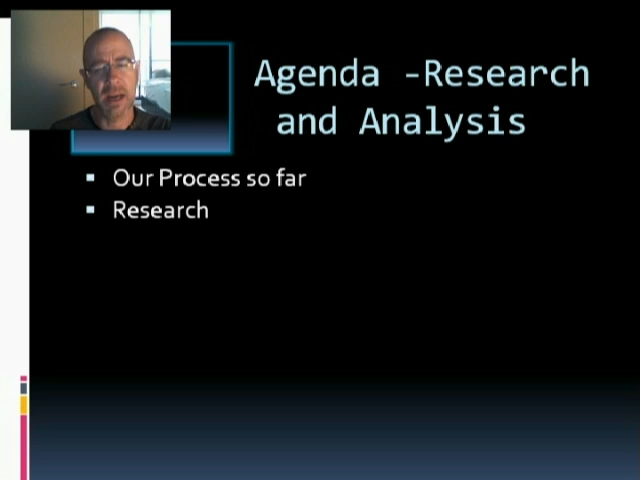 Agenda -Research
and Analysis
Our Process so far
Research